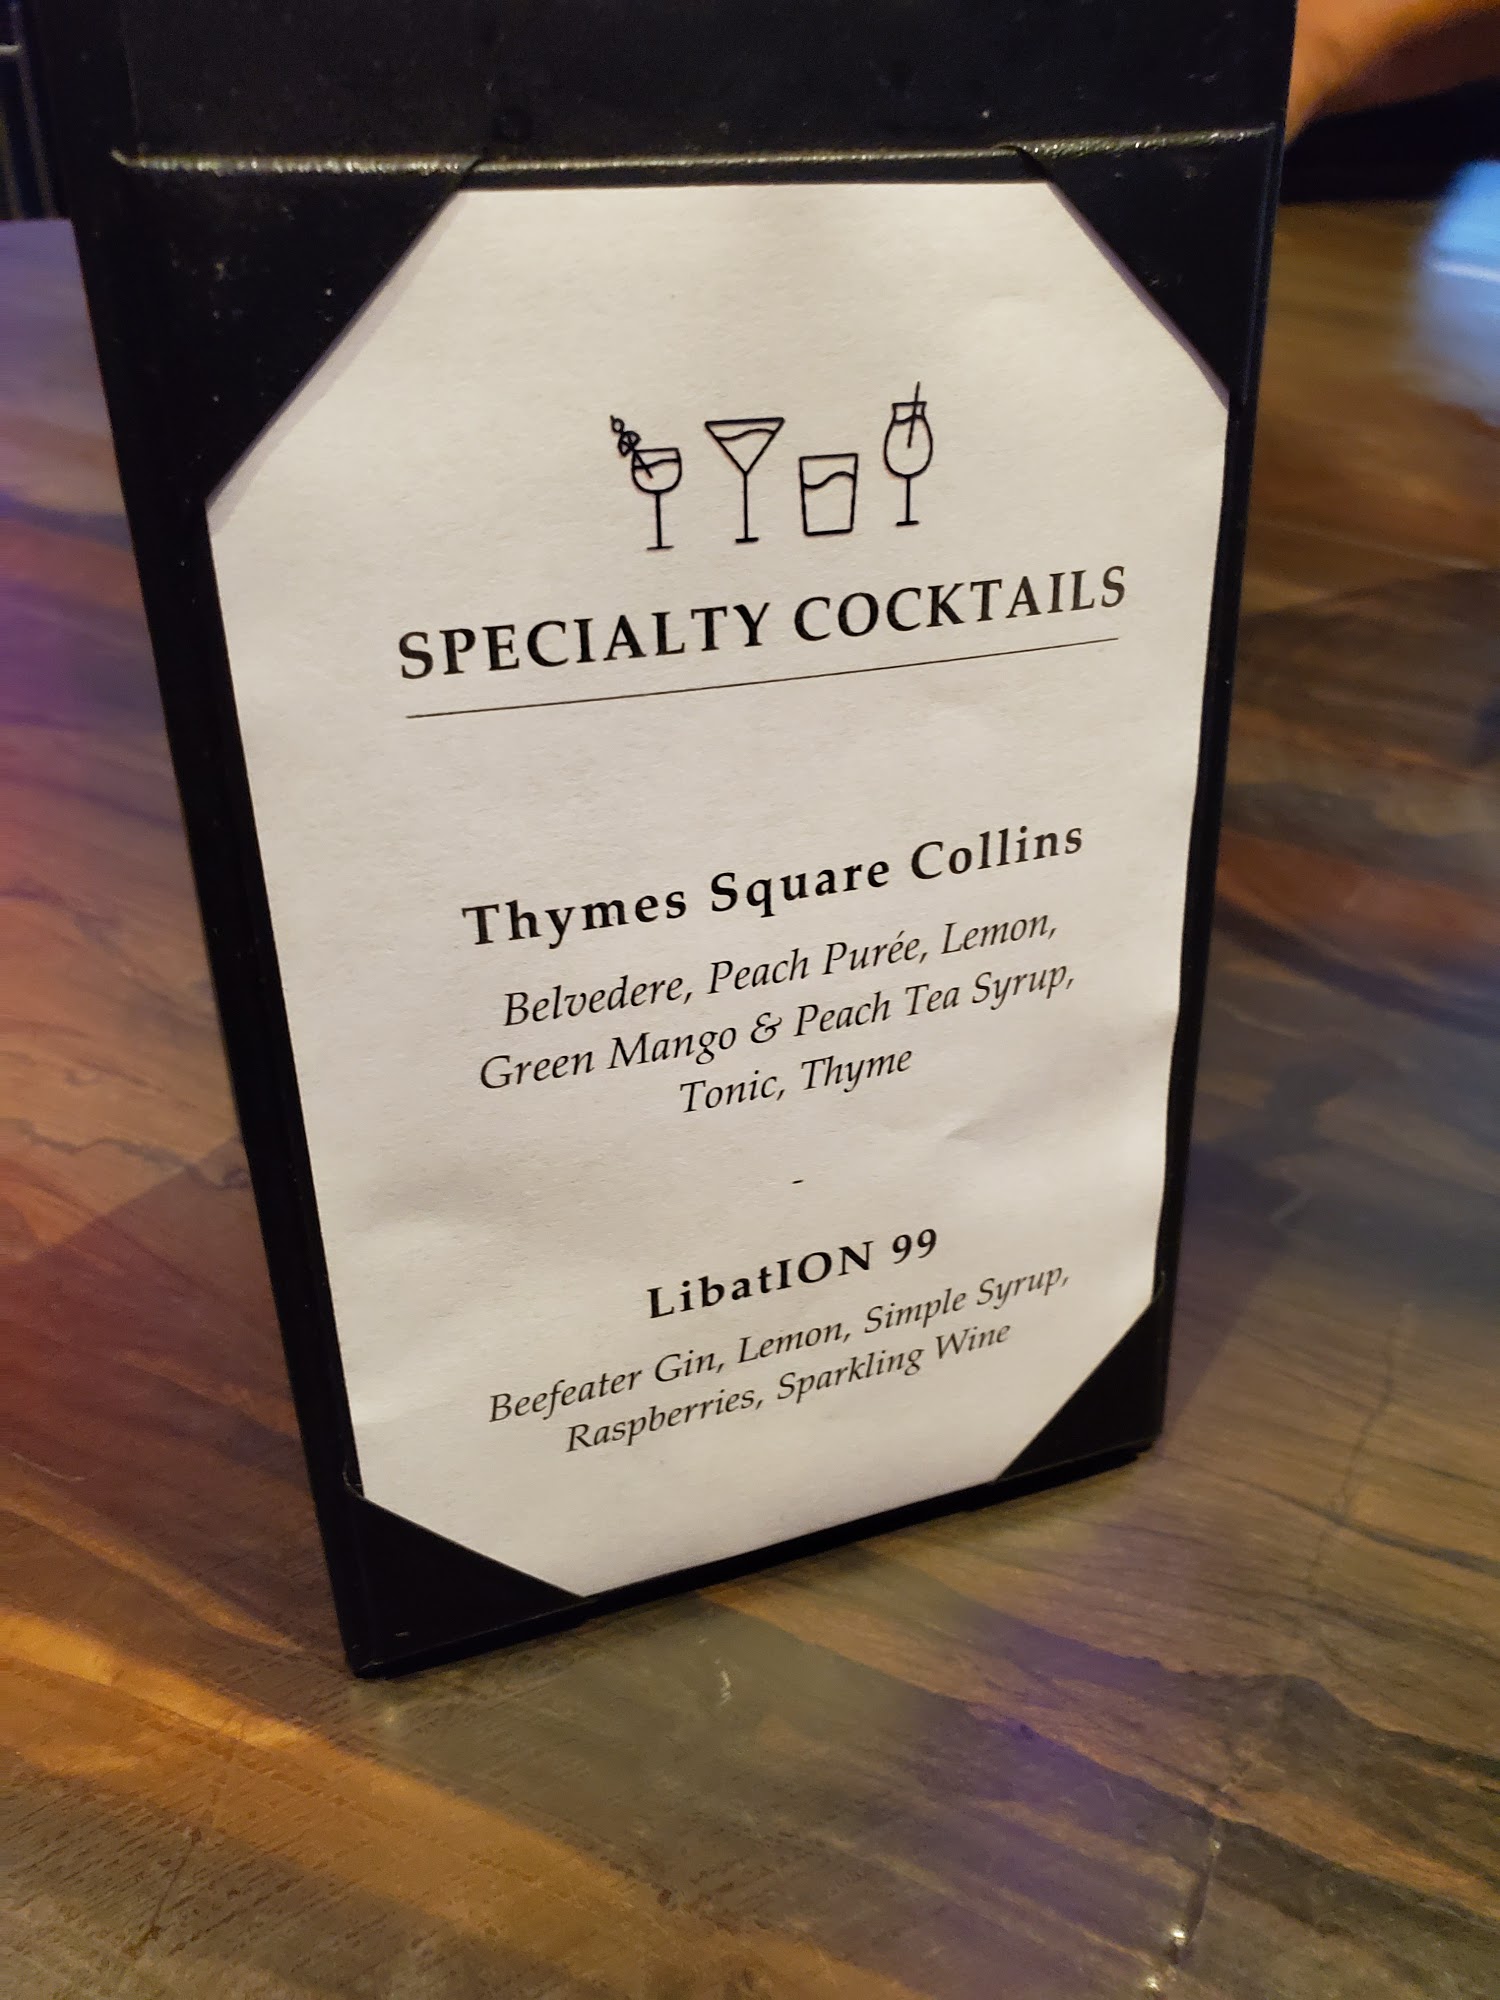 SPECIALTY COCKTAILS
Thymes Square Collins
Belvedere, Peach Purée, Lemon,
Green Mango & Peach Tea Syrup,
Tonic, Thyme
-
LibatION 99
Beefeater Gin, Lemon, Simple Syrup,
Raspberries, Sparkling Wine